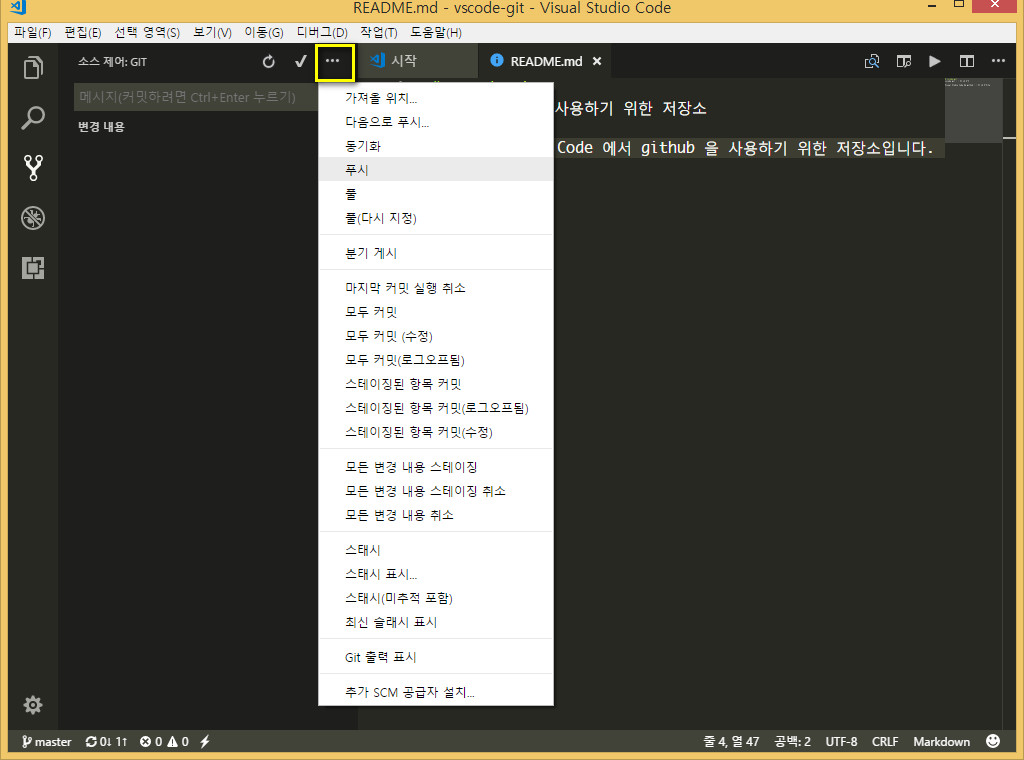 README.md - vscode-git - Visual Studio Code
파일(F) 편집(E) 선택 영역(S) 보기(V) 이동(G) 디버그(D) 작업(T) 도움말(H)
소스 제어: GIT
시작
README.md
메시지(커밋하려면 Ctrl+Enter 누르기)
변경 내용
사용하기 위한 저장소
Code 에서 github 을 사용하기 위한 저장소입니다.
가져올 위치...
다음으로 푸시...
동기화
푸시
풀
풀(다시 지정)
분기 게시
마지막 커밋 실행 취소
모두 커밋
모두 커밋 (수정)
모두 커밋(로그오프됨)
스테이징된 항목 커밋
스테이징된 항목 커밋(로그오프됨)
스테이징된 항목 커밋(수정)
모든 변경 내용 스테이징
모든 변경 내용 스테이징 취소
모든 변경 내용 취소
스태시
스태시 표시...
스태시(미추적 포함)
최신 슬래시 표시
Git 출력 표시
추가 SCM 공급자 설치...
master 0↓ 1↑ 0 0 줄 4, 열 47 공백: 2 UTF-8 CRLF Markdown